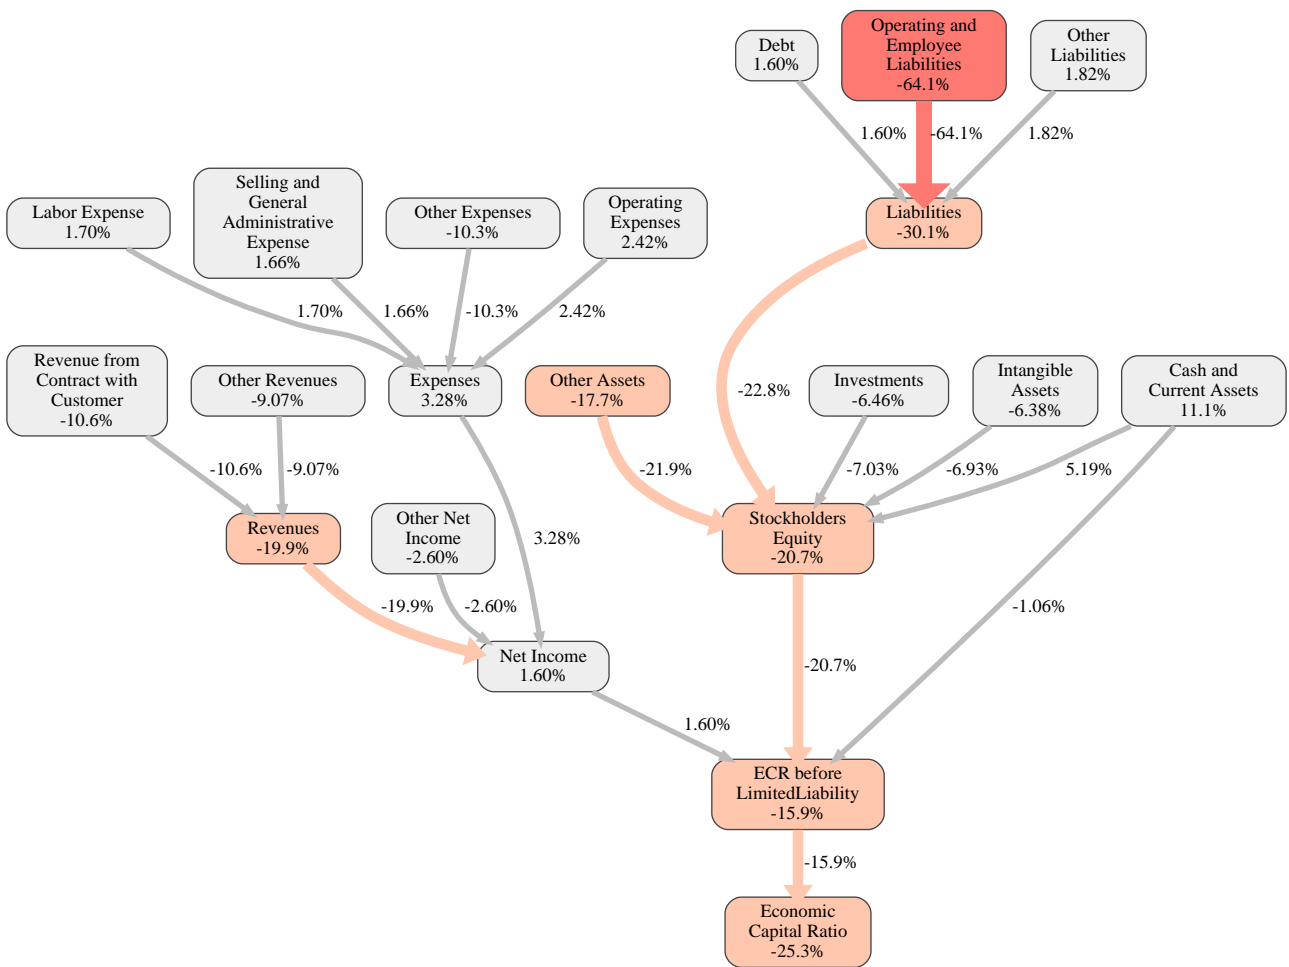 Debt
1.60%
Operating and
Employee
Liabilities
-64.1%
Other
Liabilities
1.82%
1.60%
-64.1%
1.82%
Labor Expense
1.70%
Selling and
General
Administrative
Expense
1.66%
Other Expenses
-10.3%
Operating
Expenses
2.42%
Liabilities
-30.1%
1.70%
1.66%
-10.3%
2.42%
Revenue from
Contract with
Customer
-10.6%
Other Revenues
-9.07%
Expenses
3.28%
Other Assets
-17.7%
-22.8%
Investments
-6.46%
Intangible
Assets
-6.38%
Cash and
Current Assets
11.1%
-10.6%
-9.07%
-21.9%
-7.03%
-6.93%
5.19%
Revenues
-19.9%
Other Net
Income
-2.60%
3.28%
Stockholders
Equity
-20.7%
-19.9%
-2.60%
-1.06%
Net Income
1.60%
-20.7%
1.60%
ECR before
LimitedLiability
-15.9%
-15.9%
Economic
Capital Ratio
-25.3%